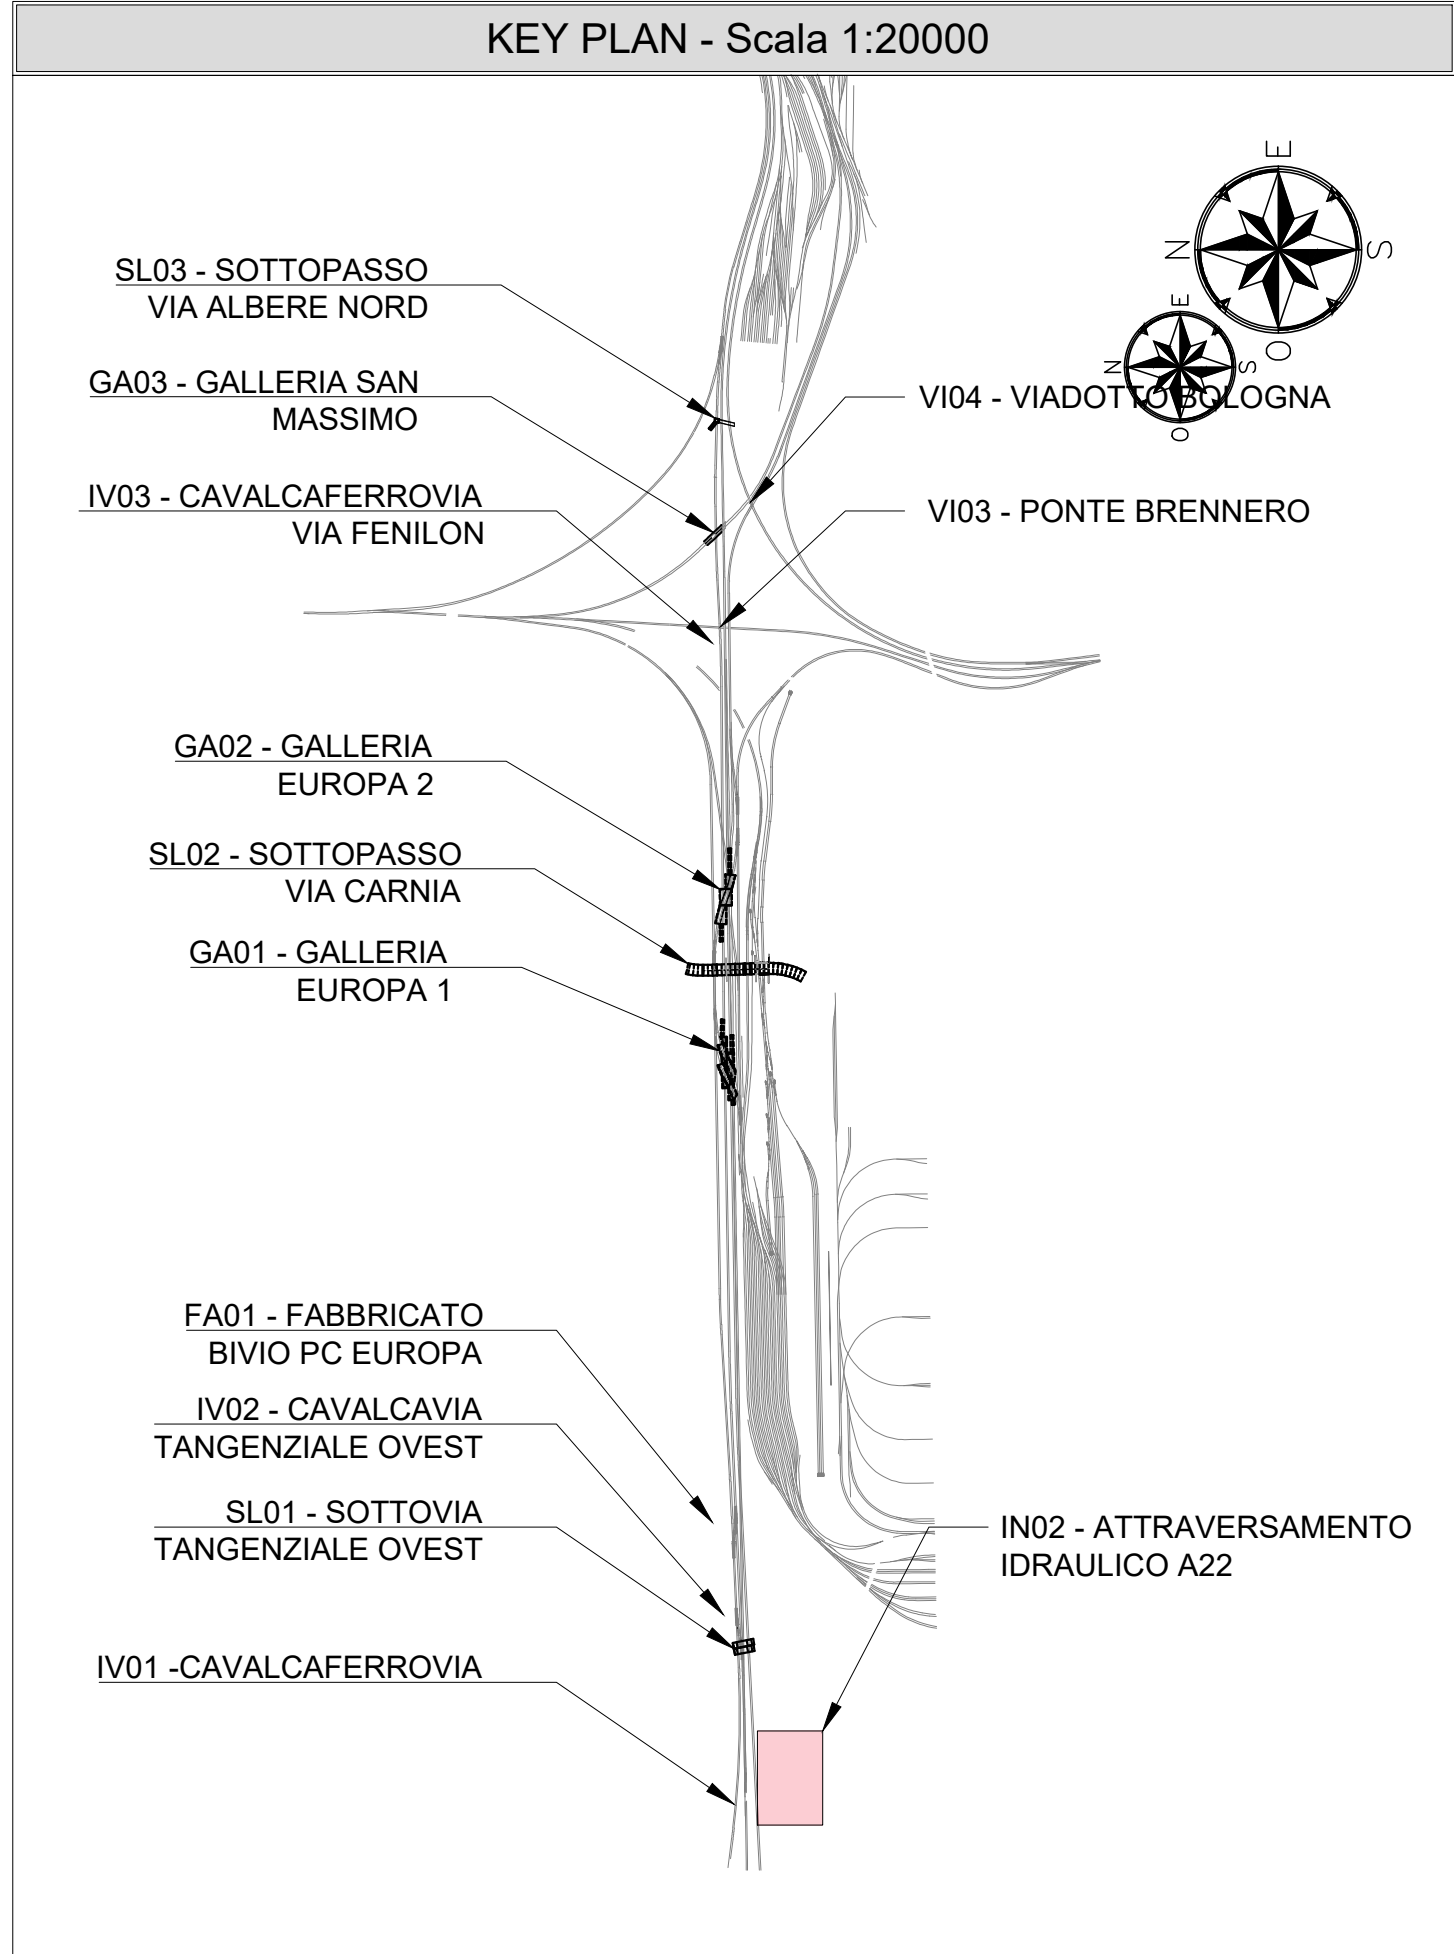 KEY PLAN - Scala 1:20000
E
N
S
O
E
N
S
O
SL03 - SOTTOPASSO
VIA ALBERE NORD
GA03 - GALLERIA SAN
MASSIMO
VI04 - VIADOTTO BOLOGNA
IV03 - CAVALCAFERROVIA
VIA FENILON
VI03 - PONTE BRENNERO
GA02 - GALLERIA
EUROPA 2
SL02 - SOTTOPASSO
VIA CARNIA
GA01 - GALLERIA
EUROPA 1
FA01 - FABBRICATO
BIVIO PC EUROPA
IV02 - CAVALCAVIA
TANGENZIALE OVEST
SL01 - SOTTOVIA
TANGENZIALE OVEST
IN02 - ATTRAVERSAMENTO
IDRAULICO A22
IV01 -CAVALCAFERROVIA